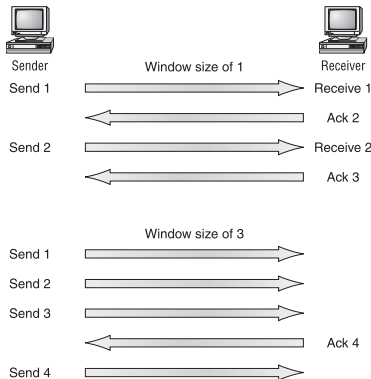 Sender
Window size of 1
Receiver
Send 1
Receive 1
Ack 2
Send 2
Receive 2
Ack 3
Window size of 3
Send 1
Send 2
Send 3
Ack 4
Send 4